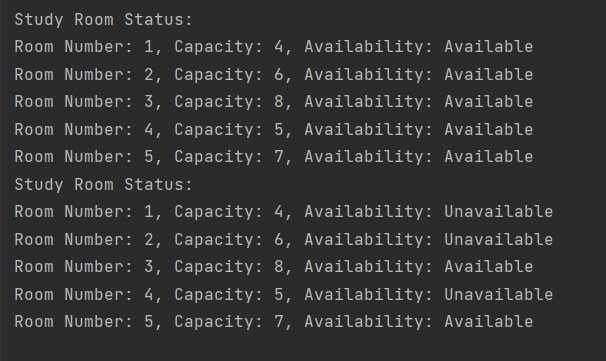 Study Room Status:
Room Number: 1, Capacity: 4, Availability: Available
Room Number: 2, Capacity: 6, Availability: Available
Room Number: 3, Capacity: 8, Availability: Available
Room Number: 4, Capacity: 5, Availability: Available
Room Number: 5, Capacity: 7, Availability: Available
Study Room Status:
Room Number: 1, Capacity: 4, Availability: Unavailable
Room Number: 2, Capacity: 6, Availability: Unavailable
Room Number: 3, Capacity: 8, Availability: Available
Room Number: 4, Capacity: 5, Availability: Unavailable
Room Number: 5, Capacity: 7, Availability: Available